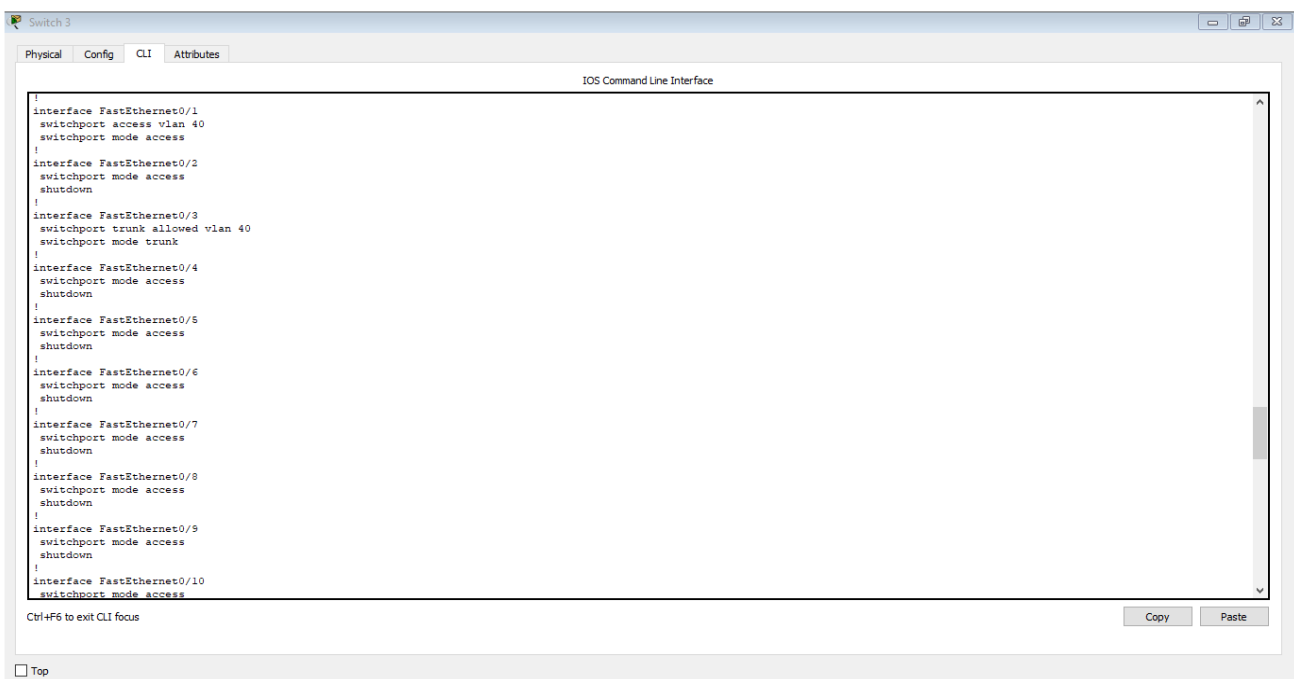 Switch 3
Physical Config CLI Attributes
IOS Command Line Interface
!
interface FastEthernet0/1
switchport access vlan 40
switchport mode access
!
interface FastEthernet0/2
switchport mode access
shutdown
!
interface FastEthernet0/3
switchport trunk allowed vlan 40
switchport mode trunk
!
interface FastEthernet0/4
switchport mode access
shutdown
!
interface FastEthernet0/5
switchport mode access
shutdown
!
interface FastEthernet0/6
switchport mode access
shutdown
!
interface FastEthernet0/7
switchport mode access
shutdown
!
interface FastEthernet0/8
switchport mode access
shutdown
!
interface FastEthernet0/9
switchport mode access
shutdown
!
interface FastEthernet0/10
switchport mode access
Ctrl+F6 to exit CLI focus Copy Paste
Top